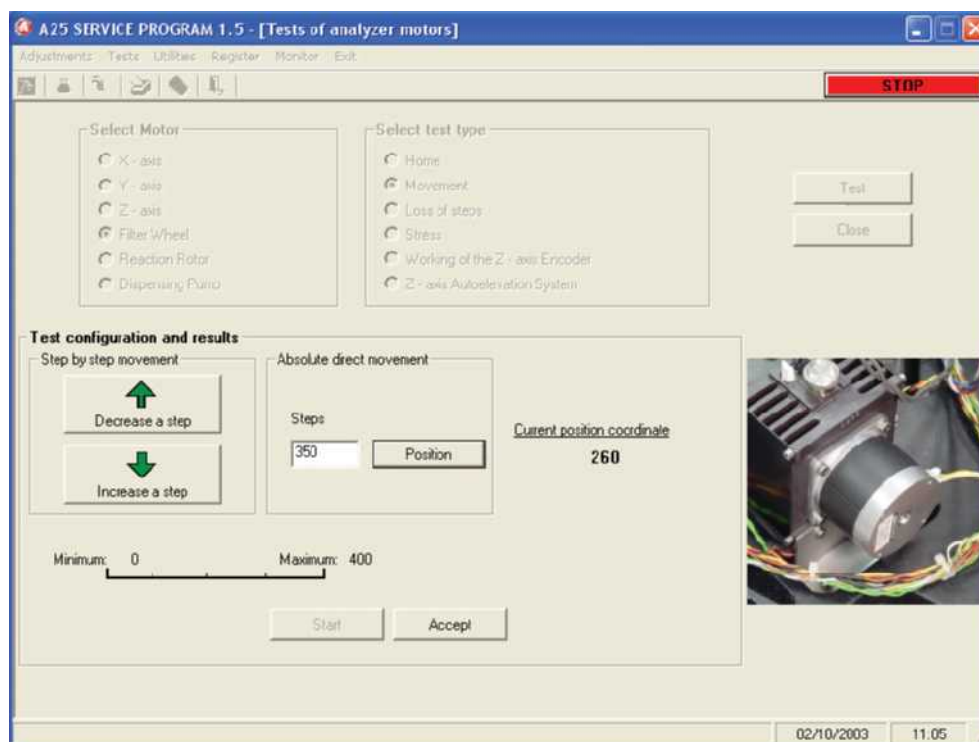 A25 SERVICE PROGRAM 1.5 - [Tests of analyzer motors]
Adjustments Tests Utilities Register Monitor Exit
STOP
Select Motor
X - axis
Y - axis
Z - axis
Filter Wheel
Reaction Rotor
Dispensing Pump
Select test type
Home
Movement
Loss of steps
Stress
Working of the Z - axis Encoder
Z - axis Autoelevation System
Test
Close
Test configuration and results
Step by step movement
Decrease a step
Increase a step
Absolute direct movement
Steps
350 Position
Current position coordinate
260
Minimum: 0 Maximum: 400
Start Accept
02/10/2003 11:05